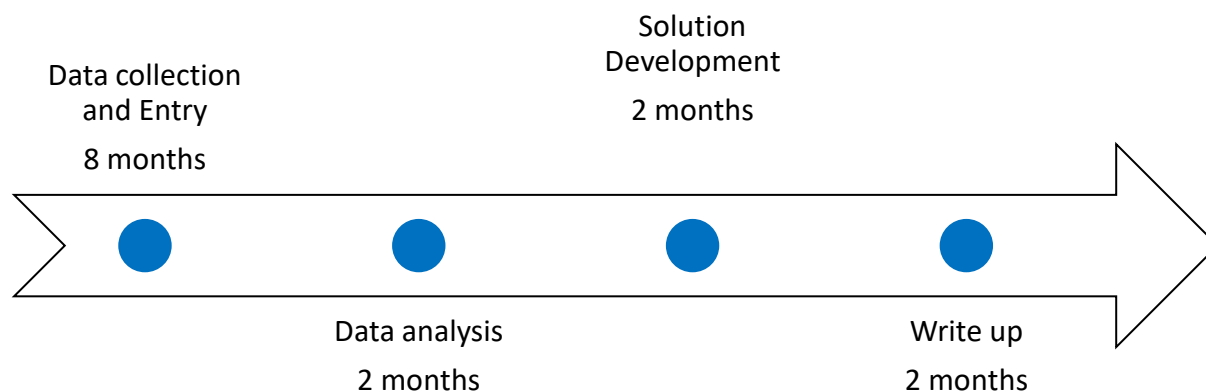 Data collection
and Entry
8 months
Data analysis
2 months
Solution
Development
2 months
Write up
2 months